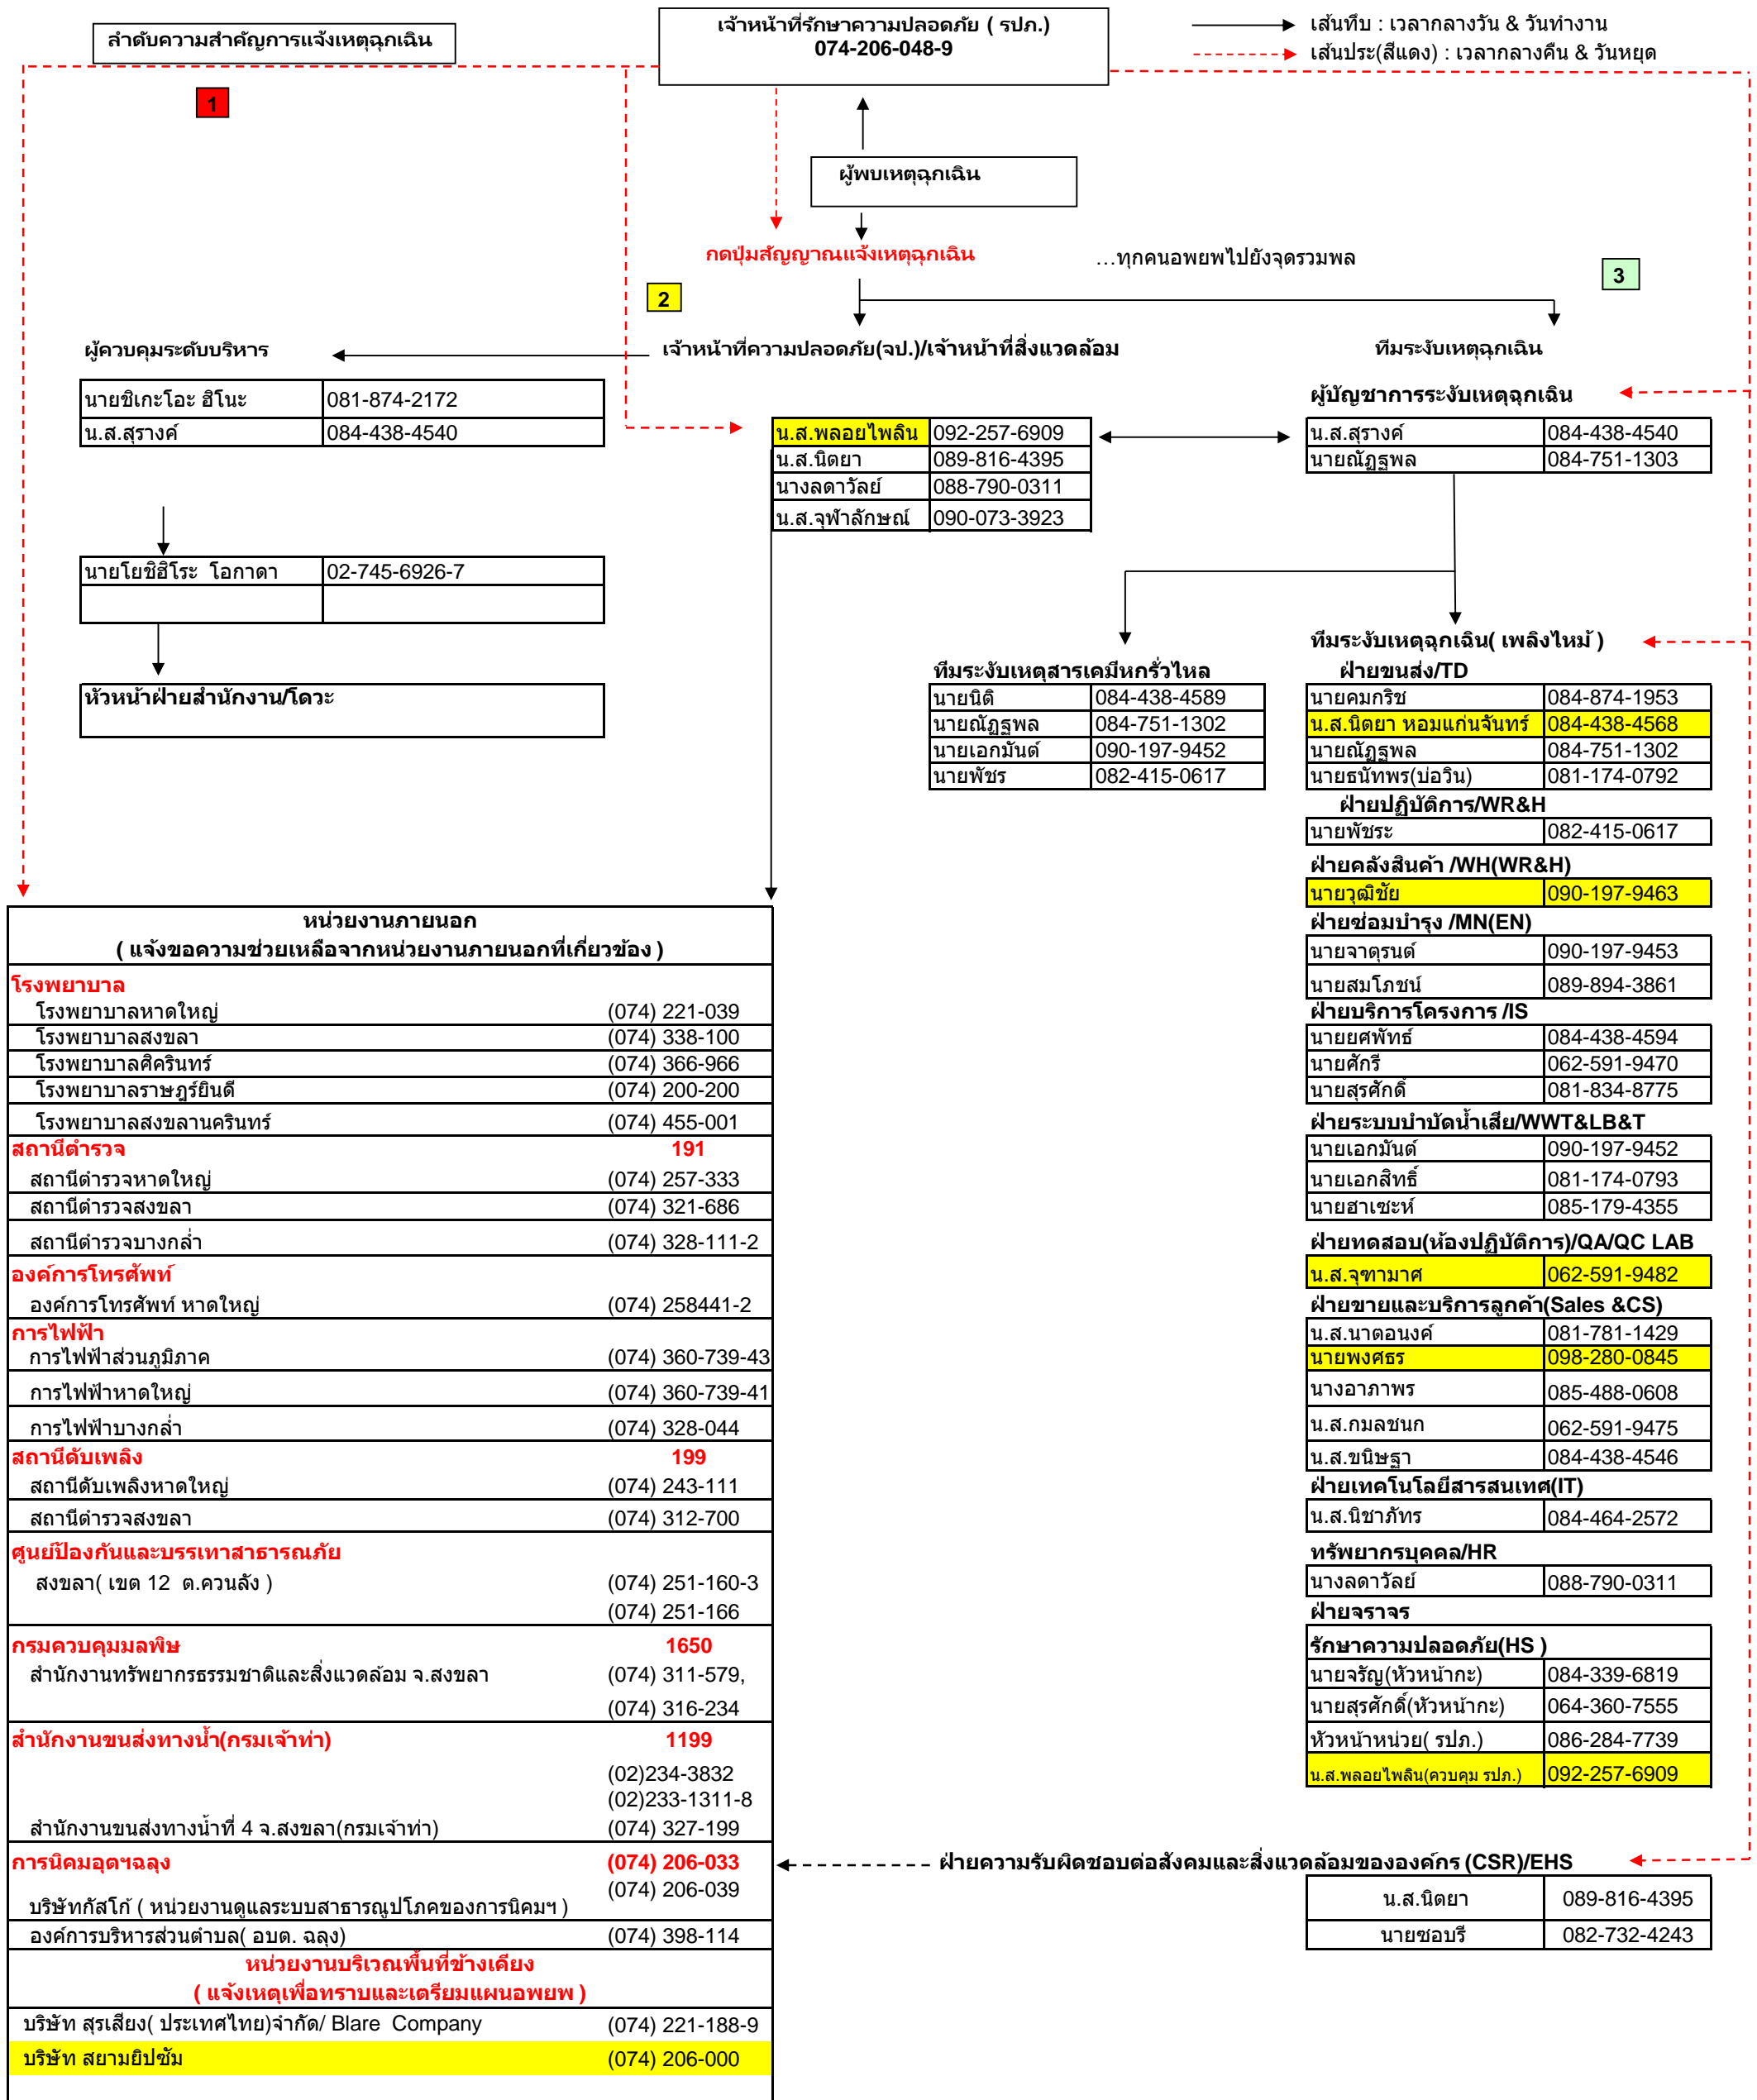 ลำดับความสำคัญการแจ้งเหตุฉุกเฉิน
เจ้าหน้าที่รักษาความปลอดภัย ( รปภ.)
074-206-048-9
เส้นทึบ : เวลากลางวัน & วันทำงาน
เส้นประ(สีแดง) : เวลากลางคืน & วันหยุด
1
ผู้พบเหตุฉุกเฉิน
กดปุ่มสัญญาณแจ้งเหตุฉุกเฉิน
...ทุกคนอพยพไปยังจุดรวมพล
2
3
ผู้ควบคุมระดับบริหาร
เจ้าหน้าที่ความปลอดภัย(จป.)/เจ้าหน้าที่สิ่งแวดล้อม
ทีมระงับเหตุฉุกเฉิน
นายชิเกะโอะ ฮิโนะ 081-874-2172
น.ส.สุรางค์ 084-438-4540
น.ส.พลอยไพลิน 092-257-6909
น.ส.นิตยา 089-816-4395
นางลดาวัลย์ 088-790-0311
น.ส.จุฬาลักษณ์ 090-073-3923
ผู้บัญชาการระงับเหตุฉุกเฉิน
น.ส.สุรางค์ 084-438-4540
นายณัฏฐพล 084-751-1303
นายโยชิฮิโระ โอกาดา 02-745-6926-7
หัวหน้าฝ่ายสำนักงาน/โดวะ
ทีมระงับเหตุสารเคมีหกรั่วไหล
นายนิติ 084-438-4589
นายณัฏฐพล 084-751-1302
นายเอกมันต์ 090-197-9452
นายพัชร 082-415-0617
ทีมระงับเหตุฉุกเฉิน( เพลิงไหม้ )
ฝ่ายขนส่ง/TD
นายคมกริช 084-874-1953
น.ส.นิตยา หอมแก่นจันทร์ 084-438-4568
นายณัฏฐพล 084-751-1302
นายธนัทพร(บ่อวิน) 081-174-0792
ฝ่ายปฏิบัติการ/WR&H
นายพัชระ 082-415-0617
ฝ่ายคลังสินค้า /WH(WR&H)
นายวุฒิชัย 090-197-9463
ฝ่ายซ่อมบำรุง /MN(EN)
นายจาตุรนต์ 090-197-9453
นายสมโภชน์ 089-894-3861
ฝ่ายบริการโครงการ /IS
นายยศพัทธ์ 084-438-4594
นายศักรี 062-591-9470
นายสุรศักดิ์ 081-834-8775
ฝ่ายระบบบำบัดน้ำเสีย/WWT&LB&T
นายเอกมันต์ 090-197-9452
นายเอกสิทธิ์ 081-174-0793
นายฮาเซะห์ 085-179-4355
ฝ่ายทดสอบ(ห้องปฏิบัติการ)/QA/QC LAB
น.ส.จุฑามาศ 062-591-9482
ฝ่ายขายและบริการลูกค้า(Sales &CS)
น.ส.นาตอนงค์ 081-781-1429
นายพงศธร 098-280-0845
นางอาภาพร 085-488-0608
น.ส.กมลชนก 062-591-9475
น.ส.ขนิษฐา 084-438-4546
ฝ่ายเทคโนโลยีสารสนเทศ(IT)
น.ส.นิชาภัทร 084-464-2572
ทรัพยากรบุคคล/HR
นางลดาวัลย์ 088-790-0311
ฝ่ายจราจร
รักษาความปลอดภัย(HS )
นายจรัญ(หัวหน้ากะ) 084-339-6819
นายสุรศักดิ์(หัวหน้ากะ) 064-360-7555
หัวหน้าหน่วย( รปภ.) 086-284-7739
น.ส.พลอยไพลิน(ควบคุม รปภ.) 092-257-6909
ฝ่ายความรับผิดชอบต่อสังคมและสิ่งแวดล้อมขององค์กร (CSR)/EHS
น.ส.นิตยา 089-816-4395
นายซอบรี 082-732-4243
หน่วยงานภายนอก
( แจ้งขอความช่วยเหลือจากหน่วยงานภายนอกที่เกี่ยวข้อง )
โรงพยาบาล
โรงพยาบาลหาดใหญ่ (074) 221-039
โรงพยาบาลสงขลา (074) 338-100
โรงพยาบาลศิครินทร์ (074) 366-966
โรงพยาบาลราษฎร์ยินดี (074) 200-200
โรงพยาบาลสงขลานครินทร์ (074) 455-001
สถานีตำรวจ 191
สถานีตำรวจหาดใหญ่ (074) 257-333
สถานีตำรวจสงขลา (074) 321-686
สถานีตำรวจบางกล่ำ (074) 328-111-2
องค์การโทรศัพท์
องค์การโทรศัพท์ หาดใหญ่ (074) 258441-2
การไฟฟ้า
การไฟฟ้าส่วนภูมิภาค (074) 360-739-43
การไฟฟ้าหาดใหญ่ (074) 360-739-41
การไฟฟ้าบางกล่ำ (074) 328-044
สถานีดับเพลิง 199
สถานีดับเพลิงหาดใหญ่ (074) 243-111
สถานีตำรวจสงขลา (074) 312-700
ศูนย์ป้องกันและบรรเทาสาธารณภัย
สงขลา( เขต 12 ต.ควนลัง ) (074) 251-160-3
(074) 251-166
กรมควบคุมมลพิษ 1650
สำนักงานทรัพยากรธรรมชาติและสิ่งแวดล้อม จ.สงขลา (074) 311-579,
(074) 316-234
สำนักงานขนส่งทางน้ำ(กรมเจ้าท่า) 1199
(02)234-3832
(02)233-1311-8
สำนักงานขนส่งทางน้ำที่ 4 จ.สงขลา(กรมเจ้าท่า) (074) 327-199
การนิคมอุตฯฉลุง (074) 206-033
(074) 206-039
บริษัทกัสโก้ ( หน่วยงานดูแลระบบสาธารณูปโภคของการนิคมฯ )
องค์การบริหารส่วนตำบล( อบต. ฉลุง) (074) 398-114
หน่วยงานบริเวณพื้นที่ข้างเคียง
( แจ้งเหตุเพื่อทราบและเตรียมแผนอพยพ )
บริษัท สุรเสียง( ประเทศไทย)จำกัด/ Blare Company (074) 221-188-9
บริษัท สยามยิปซัม (074) 206-000